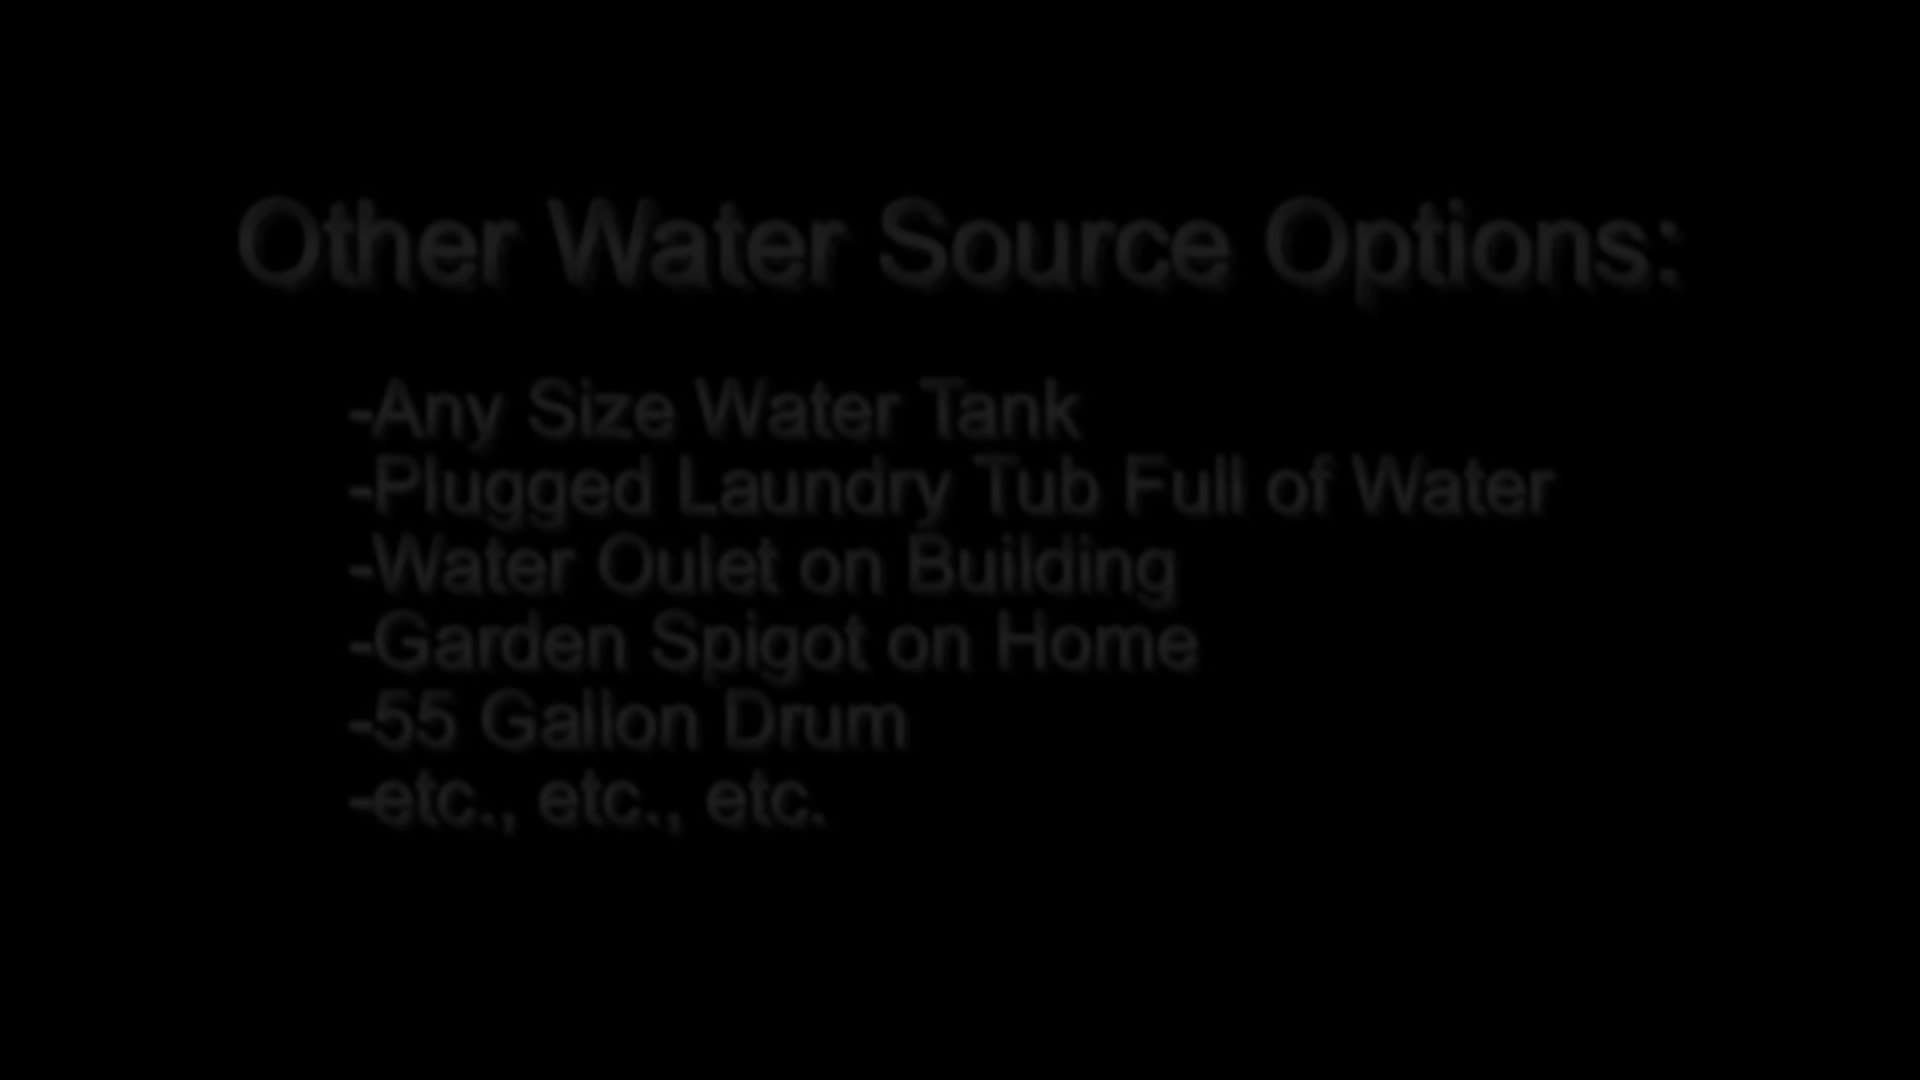 Other Water Source Options:
-Any Size Water Tank
-Plugged Laundry Tub Full of Water
-Water Oulet on Building
-Garden Spigot on Home
-55 Gallon Drum
-etc., etc., etc.